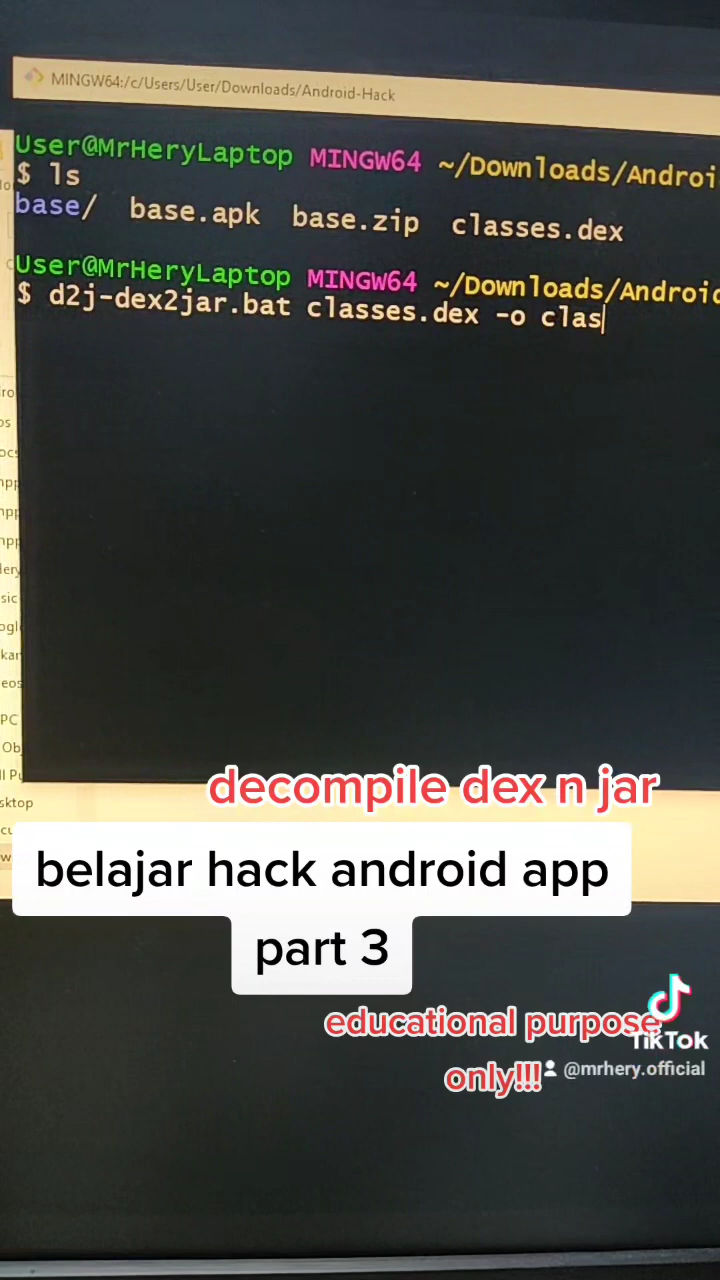 MINGW64:/c/Users/User/Downloads/Android-Hack
User@MrHeryLaptop MINGW64 ~/Downloads/Androi
$ ls
base/ base.apk base.zip classes.dex
User@MrHeryLaptop MINGW64 ~/Downloads/Android
$ d2j-dex2jar.bat classes.dex -o clas
decompile dex n jar
belajar hack android app
part 3
educational purpose
only!!!
TikTok
@mrhery.official